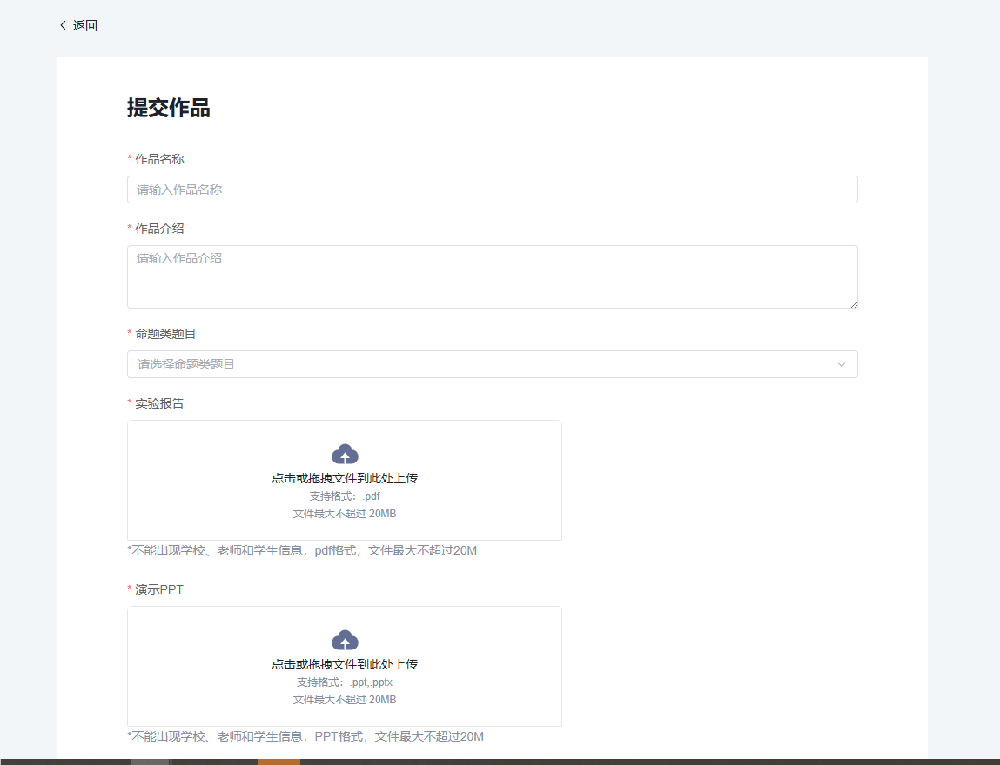 返回
提交作品
* 作品名称
请输入作品名称
* 作品介绍
请输入作品介绍
* 命题类题目
请选择命题类题目
* 实验报告
点击或拖拽文件到此处上传
支持格式：.pdf
文件最大不超过 20MB
*不能出现学校、老师和学生信息，pdf格式，文件最大不超过20M
* 演示PPT
点击或拖拽文件到此处上传
支持格式：.ppt,.pptx
文件最大不超过 20MB
*不能出现学校、老师和学生信息，PPT格式，文件最大不超过20M